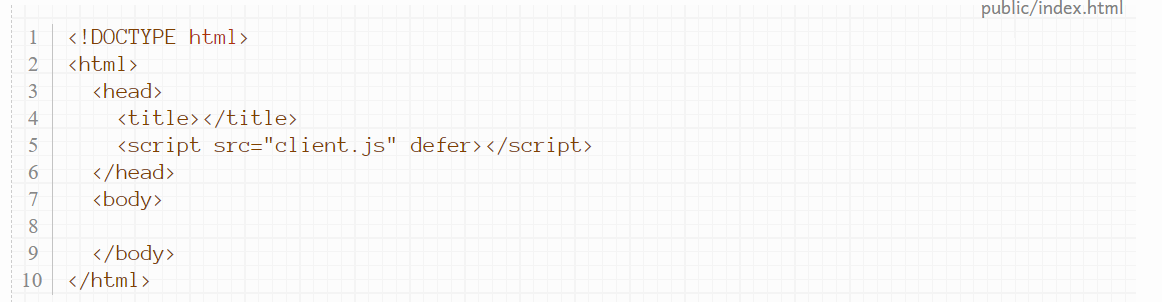 public/index.html
1 <!DOCTYPE html>
2 <html>
3   <head>
4     <title></title>
5     <script src="client.js" defer></script>
6   </head>
7   <body>
8
9   </body>
10 </html>